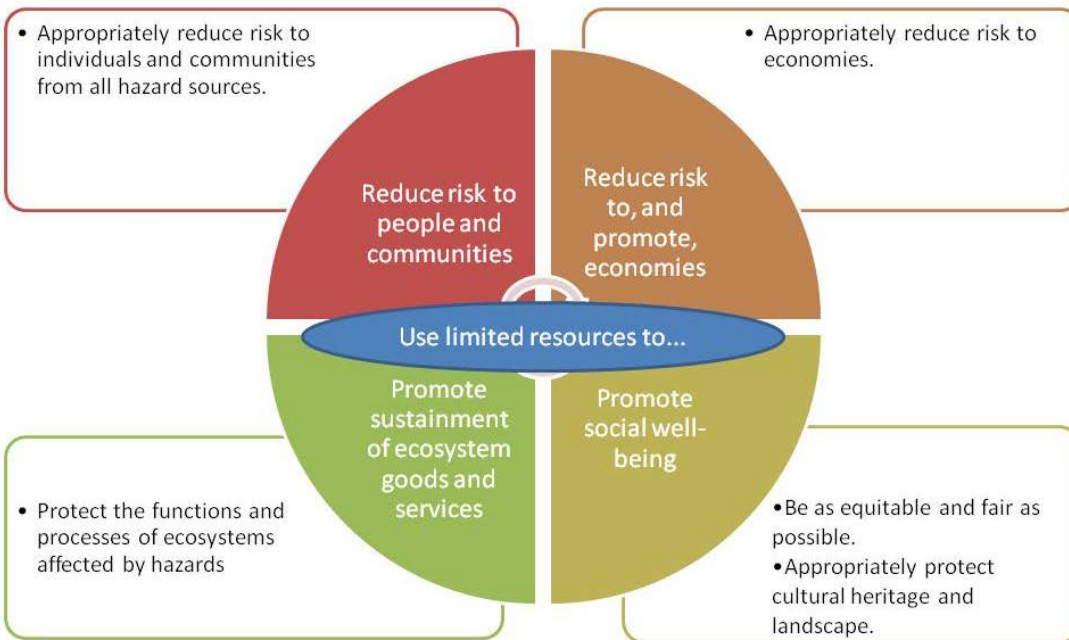 • Appropriately reduce risk to
individuals and communities
from all hazard sources.
• Appropriately reduce risk to
economies.
Reduce risk to
people and
communities
Reduce risk
to, and
promote,
economies
Use limited resources to...
Promote
sustainment
of ecosystem
goods and
services
Promote
social well-
being
• Protect the functions and
processes of ecosystems
affected by hazards
•Be as equitable and fair as
possible.
•Appropriately protect
cultural heritage and
landscape.